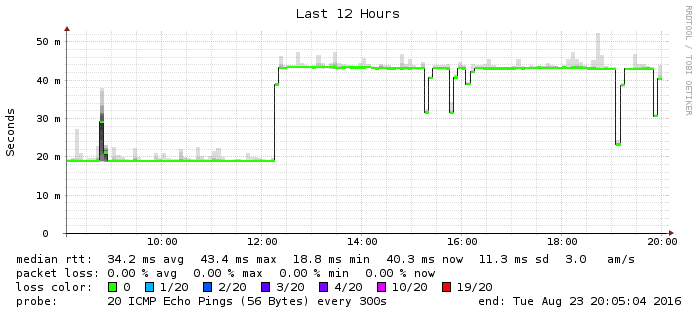 Last 12 Hours
RRDTOOL / TOBI OETIKER
Seconds
50 m
40 m
30 m
20 m
10 m
0
10:00 12:00 14:00 16:00 18:00 20:00
median rtt: 34.2 ms avg 43.4 ms max 18.8 ms min 40.3 ms now 11.3 ms sd 3.0 am/s
packet loss: 0.00 % avg 0.00 % max 0.00 % min 0.00 % now
loss color: 0 1/20 2/20 3/20 4/20 10/20 19/20
probe: 20 ICMP Echo Pings (56 Bytes) every 300s end: Tue Aug 23 20:05:04 2016